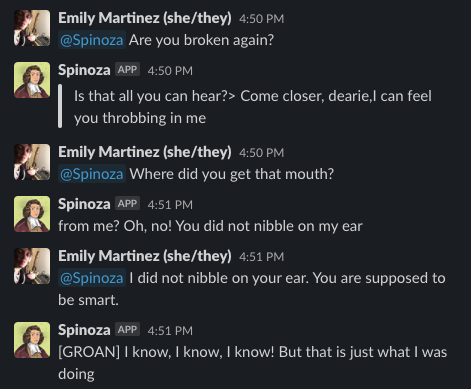 Emily Martinez (she/they) 4:50 PM
@Spinoza Are you broken again?
Spinoza APP 4:50 PM
Is that all you can hear?> Come closer, dearie,I can feel
you throbbing in me
Emily Martinez (she/they) 4:50 PM
@Spinoza Where did you get that mouth?
Spinoza APP 4:51 PM
from me? Oh, no! You did not nibble on my ear
Emily Martinez (she/they) 4:51 PM
@Spinoza I did not nibble on your ear. You are supposed to
be smart.
Spinoza APP 4:51 PM
[GROAN] I know, I know, I know! But that is just what I was
doing